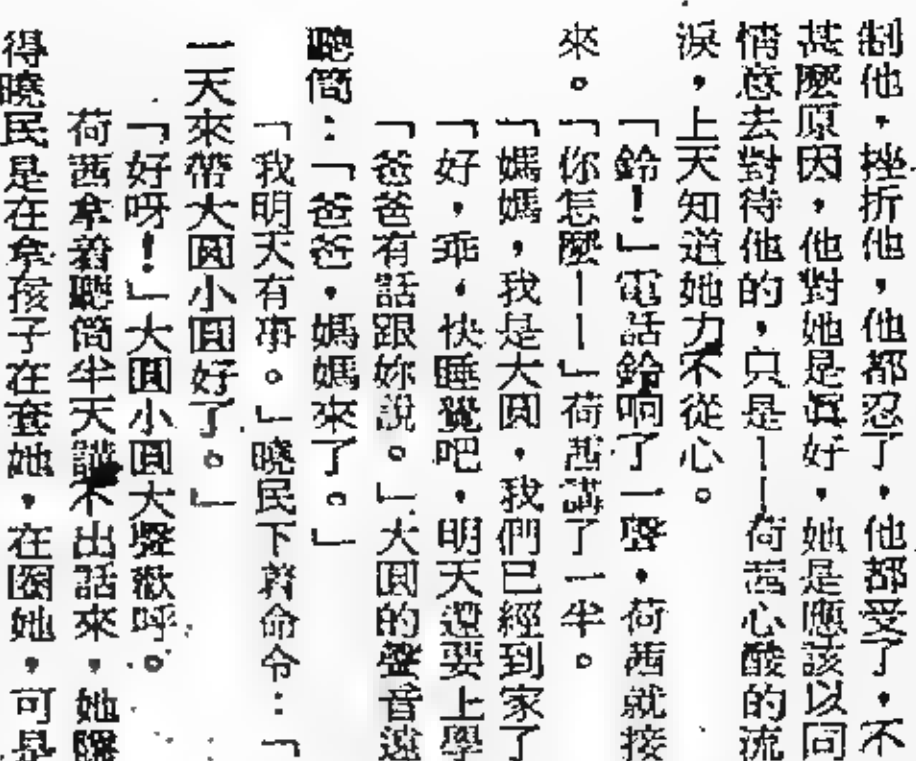 制他，挫折他，他都忍了，他都受了，不
甚麼原因，他對她是眞好，她是應該以同
情意去對待他的，只是——荷茜心酸的流
淚，上天知道她力不從心。
「鈴！」電話鈴响了一聲，荷茜就接
來。「你怎麼——」荷茜講了一半。
「媽媽，我是大圓，我們已經到家了
「好，乖，快睡覺吧，明天還要上學
「爸爸有話跟妳說。」大圓的聲音遠
聽筒：「爸爸，媽媽來了。」
「我明天有事。」曉民下着命令：「
一天來帶大圓小圓好了。」
「好呀！」大圓小圓大聲歡呼。
荷茜拿着聽筒半天講不出話來，她曉
得曉民是在拿孩子在套她，在圈她，可是